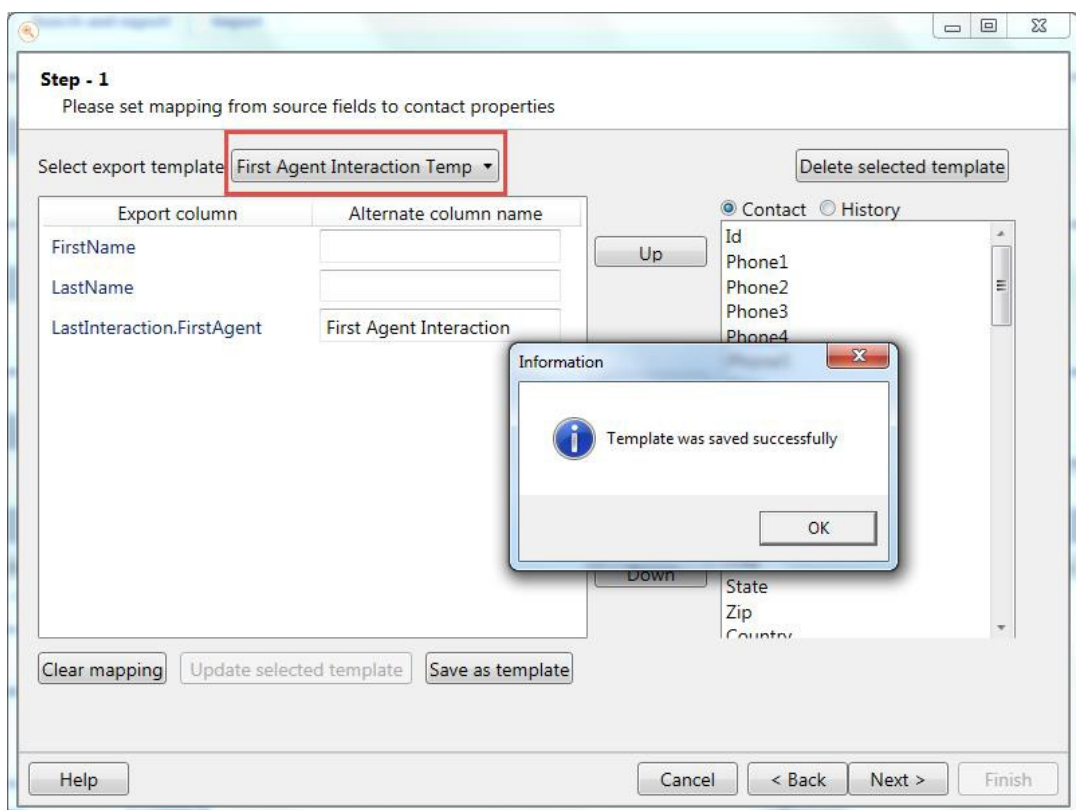 Step - 1
Please set mapping from source fields to contact properties
Select export template First Agent Interaction Temp
Delete selected template
Export column Alternate column name
Contact History
FirstName
LastName
LastInteraction.FirstAgent First Agent Interaction
Up
Id
Phone1
Phone2
Phone3
Phone4
Information
Template was saved successfully
OK
Down
State
Zip
Country
Clear mapping Update selected template Save as template
Help Cancel < Back Next > Finish